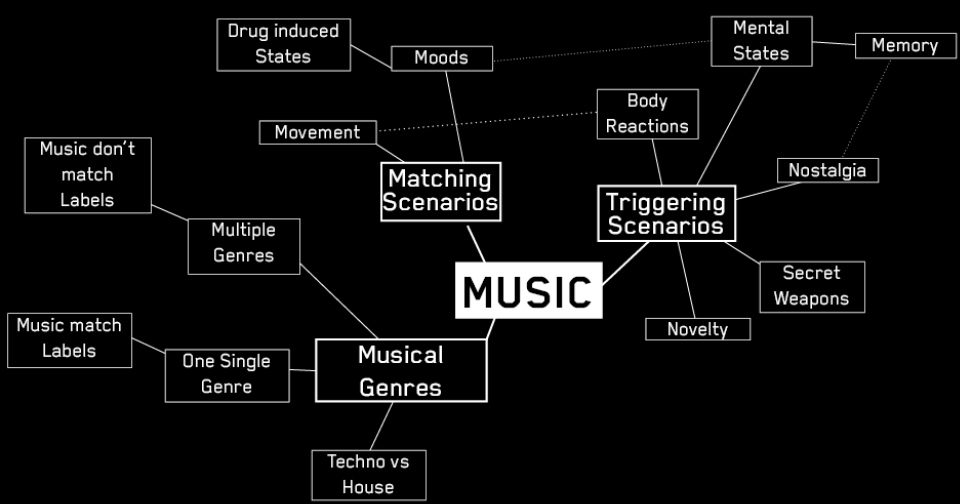 Drug induced
States
Moods
Mental
States
Memory
Movement
Body
Reactions
Music don't
match
Labels
Matching
Scenarios
Nostalgia
Triggering
Scenarios
Multiple
Genres
MUSIC
Secret
Weapons
Novelty
Music match
Labels
One Single
Genre
Musical
Genres
Techno vs
House